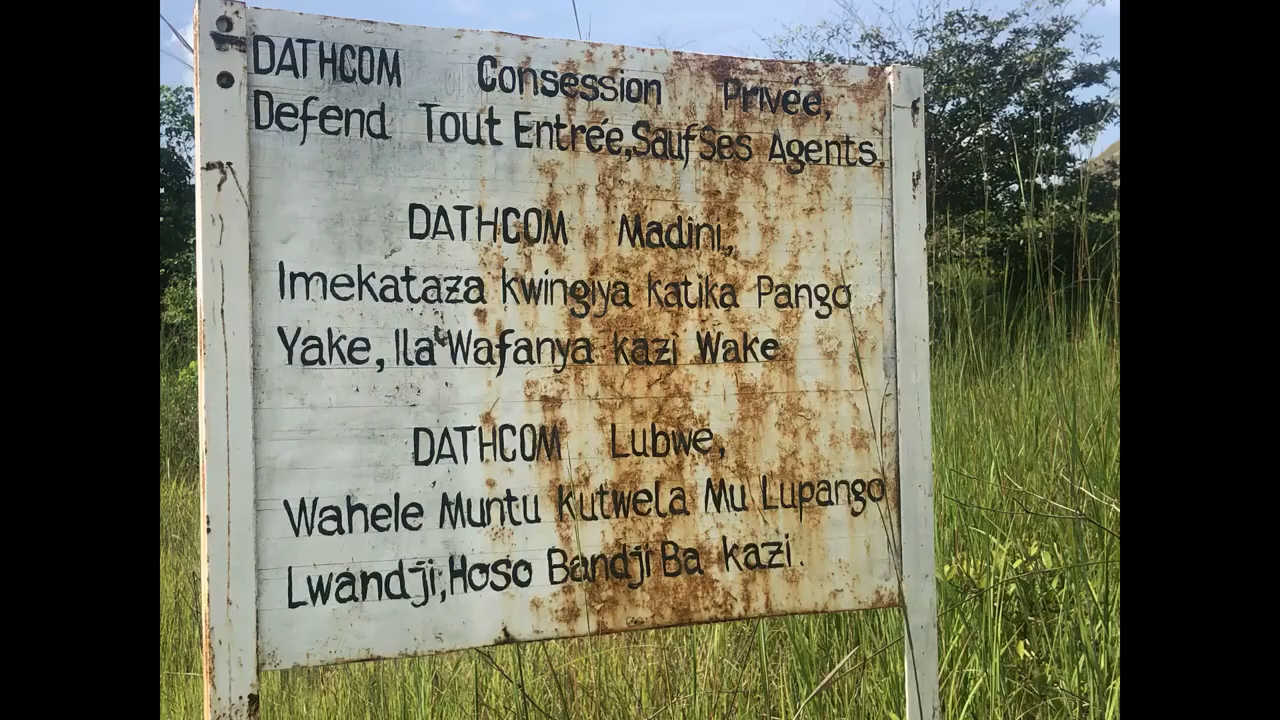 DATHCOM Consession Privée,
Defend Tout Entrée,Sauf Ses Agents.
DATHCOM Madini,
Imekataza kwingiya katika Pango
Yake, Ila Wafanya kazi Wake
DATHCOM Lubwe,
Wahele Muntu kutwela Mu Lupango
Lwandji, Hoso Bandji Ba kazi.